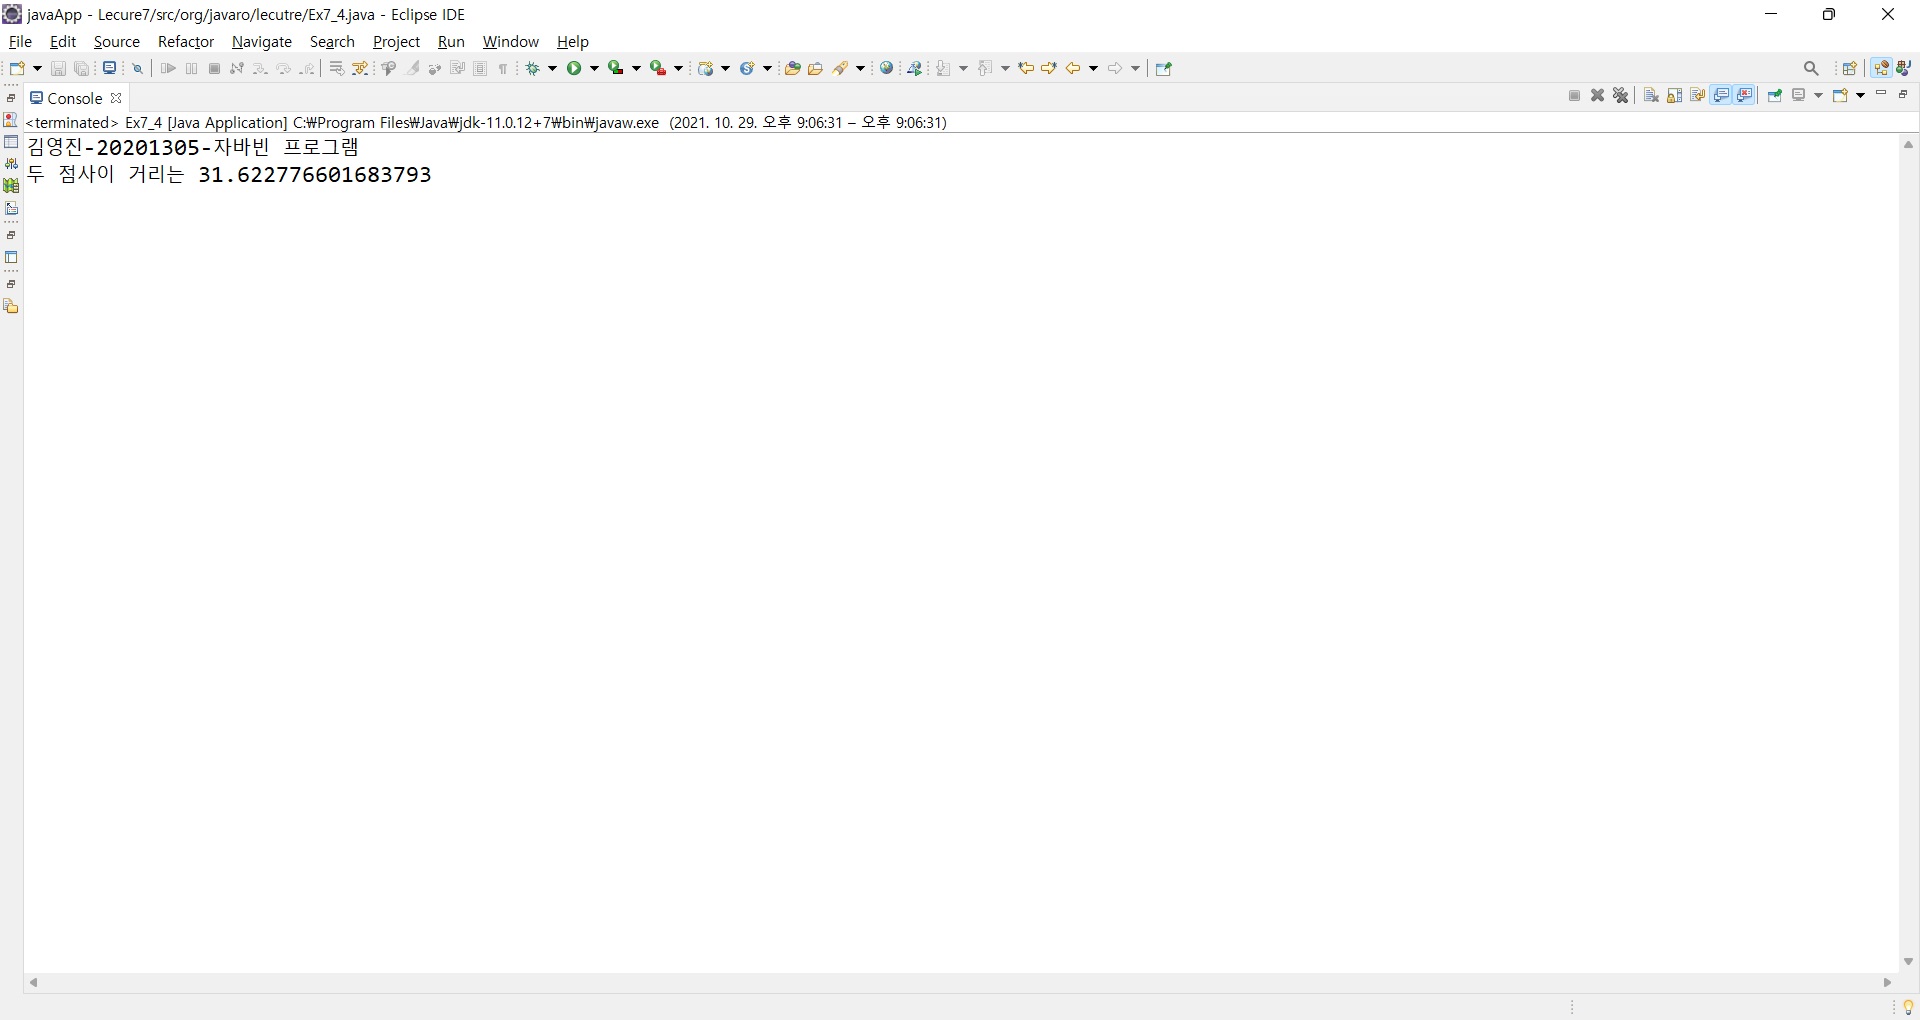 javaApp - Lecure7/src/org/javaro/lecutre/Ex7_4.java - Eclipse IDE
File Edit Source Refactor Navigate Search Project Run Window Help
Console
<terminated> Ex7_4 [Java Application] C:₩Program Files₩Java₩jdk-11.0.12+7₩bin₩javaw.exe (2021. 10. 29. 오후 9:06:31 – 오후 9:06:31)
김영진-20201305-자바빈 프로그램
두 점사이 거리는 31.622776601683793